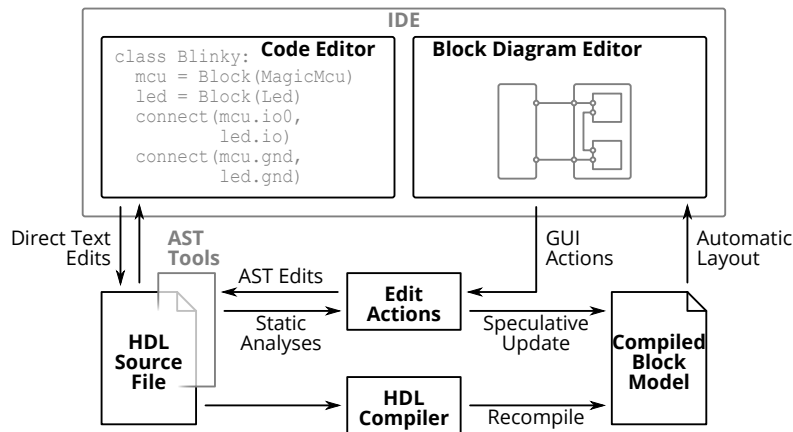 IDE
Code Editor
class Blinky:
mcu = Block(MagicMcu)
led = Block(Led)
connect(mcu.io0,
led.io)
connect(mcu.gnd,
led.gnd)
Block Diagram Editor
Direct Text
Edits
AST
Tools
GUI
Actions
Automatic
Layout
AST Edits
Edit
Actions
Static
Analyses
Speculative
Update
HDL
Source
File
Compiled
Block
Model
HDL
Compiler
Recompile